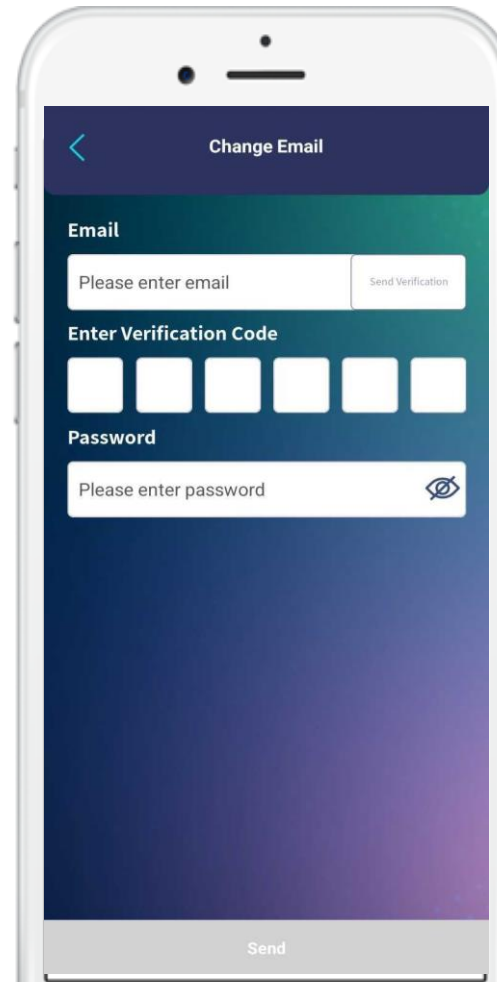 Change Email
Email
Please enter email
Send Verification
Enter Verification Code
Password
Please enter password
Send